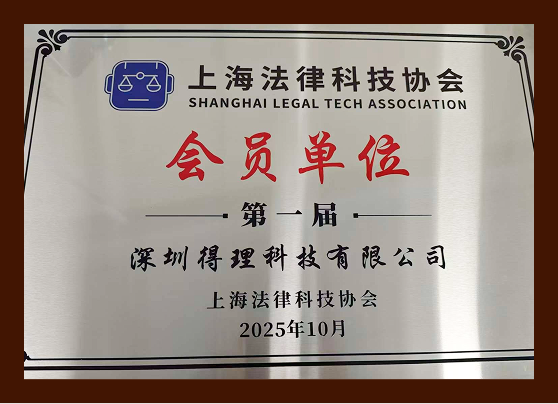 上海法律科技协会
SHANGHAI LEGAL TECH ASSOCIATION
会员单位
第一届
深圳得理科技有限公司
上海法律科技协会
2025年10月